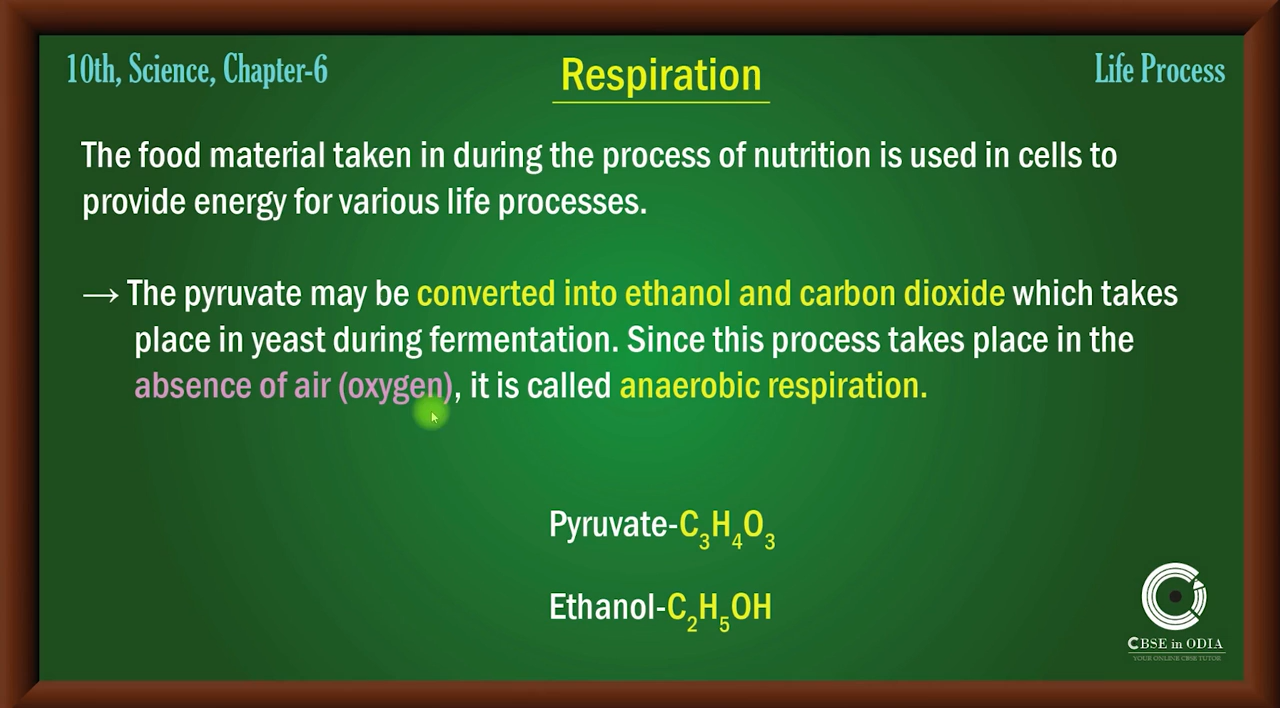 10th, Science, Chapter-6
Respiration
Life Process
The food material taken in during the process of nutrition is used in cells to
provide energy for various life processes.
→ The pyruvate may be converted into ethanol and carbon dioxide which takes
place in yeast during fermentation. Since this process takes place in the
absence of air (oxygen), it is called anaerobic respiration.
Pyruvate-C₃H₄O₃
Ethanol-C₂H₅OH
CBSE in ODIA
YOUR ONLINE CBSE TUTOR